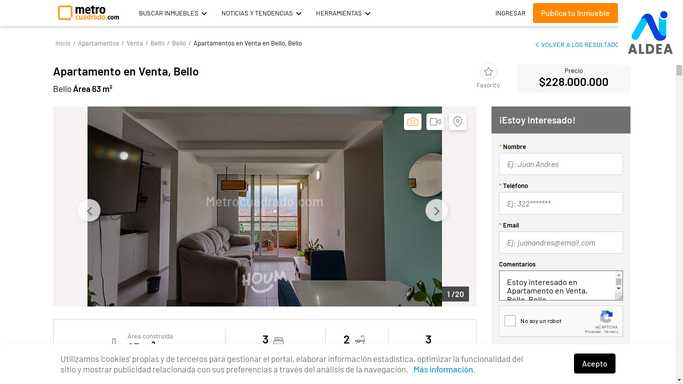 metro
cuadrado.com
BUSCAR INMUEBLES
NOTICIAS Y TENDENCIAS
HERRAMIENTAS
INGRESAR
Publica tu Inmueble
ALDEA
Inicio / Apartamentos / Venta / Bello / Bello / Apartamentos en Venta en Bello, Bello
VOLVER A LOS RESULTADO
Apartamento en Venta, Bello
Bello Área 63 m²
Favorito
Precio
$228.000.000
Metrocuadrado.com
HOUM
1 / 20
¡Estoy Interesado!
* Nombre
Ej: Juan Andres
* Teléfono
Ej: 322*******
* Email
Ej: juanandres@email.com
Comentarios
Estoy interesado en
Apartamento en Venta,
Bello, Bello
No soy un robot
reCAPTCHA
Privacidad - Términos
Área construida
3
2
3
Utilizamos 'cookies' propias y de terceros para gestionar el portal, elaborar información estadística, optimizar la funcionalidad del
sitio y mostrar publicidad relacionada con sus preferencias a través del análisis de la navegación. Más información.
Acepto